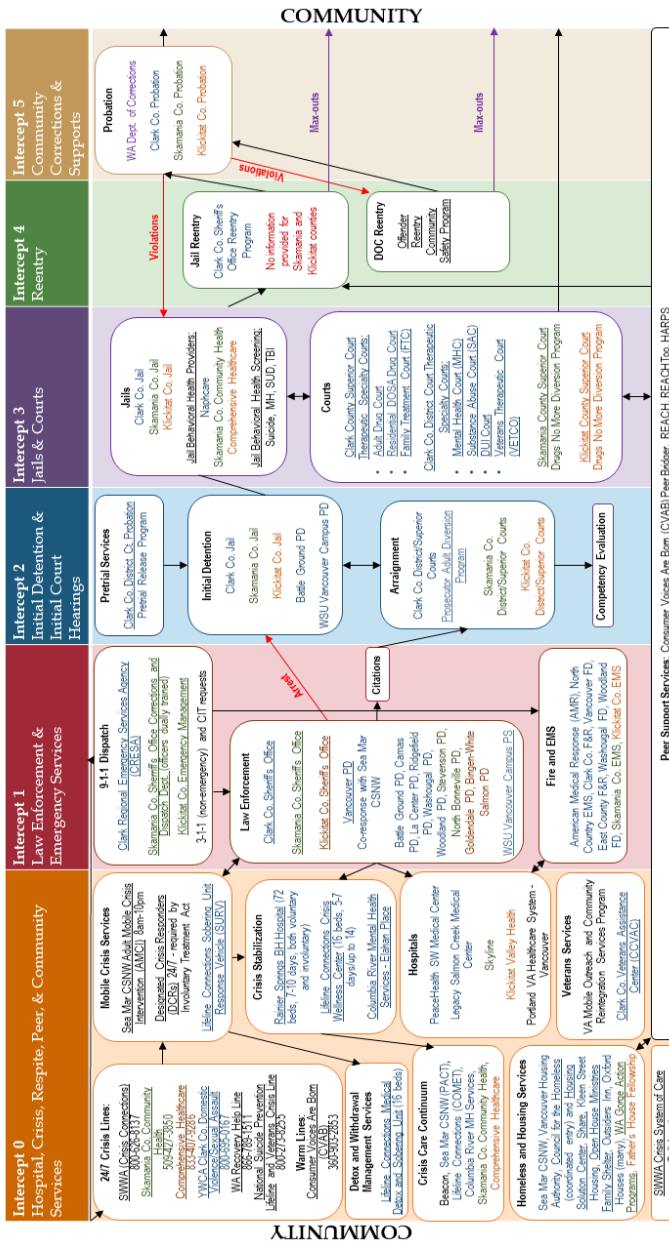 COMMUNITY
Intercept 0
Hospital, Crisis, Respite, Peer, & Community
Services
24/7 Crisis Lines:
SWWA (Crisis Connections)
800-626-8137
Skamania Co. Community
Health
509-427-3850
Comprehensive Healthcare
833-407-9286
YWCA Clark Co Domestic
Violence/Sexual Assault
800-695-0167
WA Recovery Help Line
866-789-1511
National Suicide Prevention
Lifeline and Veterans Crisis Line
800-273-8255
Warm Lines:
Consumer Voices Are Born
(CVAB)
360-903-2853
Detox and Withdrawal
Management Services
Lifeline Connections Medical
Detox and Sobering Unit (16 beds)
Crisis Care Continuum
Beacon, Sea Mar CSNW (PACT),
Lifeline Connections (COMET),
Columbia River MH Services,
Skamania Co. Community Health,
Comprehensive Healthcare
Homeless and Housing Services
Sea Mar CSNW, Vancouver Housing
Authority, Council for the Homeless
(coordinated entry) and Housing
Solution Center, Share, Kleen Street
Housing, Open House Ministries
Family Shelter, Outsiders Inn, Oxford
Houses (many), WA Gorge Action
Programs, Father's House Fellowship
SWWA Crisis System of Care
Mobile Crisis Services
Sea Mar CSNW Adult Mobile Crisis
Intervention (AMCI) 8am-10pm
Designated Crisis Responders
(DCRs) 24/7 - required by
Involuntary Treatment Act
Lifeline Connections Sobering Unit
Response Vehicle (SURV)
Crisis Stabilization
Rainier Springs BH Hospital (72
beds, 7-10 days, both voluntary
and involuntary)
Lifeline Connections Crisis
Wellness Center (16 beds, 5-7
days/up to 14)
Columbia River Mental Health
Services - Elahan Place
Hospitals
PeaceHealth SW Medical Center
Legacy Salmon Creek Medical
Center
Skyline
Klickitat Valley Health
Portland VA Healthcare System -
Vancouver
Veterans Services
VA Mobile Outreach and Community
Reintegration Services Program
Clark Co. Veterans Assistance
Center (CCVAC)
Intercept 1
Law Enforcement &
Emergency Services
9-1-1 Dispatch
Clark Regional Emergency Services Agency
(CRESA)
Skamania Co. Sheriff's Office Corrections and
Dispatch Dept. (officers dually trained)
Klickitat Co. Emergency Management
3-1-1 (non-emergency) and CIT requests
Law Enforcement
Clark Co. Sheriff's Office
Skamania Co. Sheriff's Office
Klickitat Co. Sheriff's Office
Vancouver PD
Co-response with Sea Mar
CSNW
Battle Ground PD, Camas
PD, La Center PD, Ridgefield
PD, Washougal PD,
Woodland PD, Stevenson PD,
North Bonneville PD,
Goldendale PD, Bingen-White
Salmon PD
WSU Vancouver Campus PS
Arrest
Citations
Fire and EMS
American Medical Response (AMR), North
Country EMS, Clark Co. F&R, Vancouver FD,
East County F&R, Washougal FD, Woodland
FD, Skamania Co. EMS, Klickitat Co. EMS
Intercept 2
Initial Detention &
Initial Court
Hearings
Pretrial Services
Clark Co. District Ct. Probation
Pretrial Release Program
Initial Detention
Clark Co. Jail
Skamania Co. Jail
Klickitat Co. Jail
Battle Ground PD
WSU Vancouver Campus PD
Arraignment
Clark Co. District/Superior
Courts
Prosecutor Adult Diversion
Program
Skamania Co.
District/Superior Courts
Klickitat Co.
District/Superior Courts
Competency Evaluation
Intercept 3
Jails & Courts
Jails
Clark Co. Jail
Skamania Co. Jail
Klickitat Co. Jail
Jail Behavioral Health Providers:
Naphcare
Skamania Co. Community Health
Comprehensive Healthcare
Jail Behavioral Health Screening:
Suicide, MH, SUD, TBI
Courts
Clark County Superior Court
Therapeutic Specialty Courts:
• Adult Drug Court
• Residential DOSA Drug Court
• Family Treatment Court (FTC)
Clark Co. District Court Therapeutic
Specialty Courts:
• Mental Health Court (MHC)
• Substance Abuse Court (SAC)
• DUI Court
• Veterans Therapeutic Court
(VETCO)
Skamania County Superior Court
Drugs No More Diversion Program
Klickitat County Superior Court
Drugs No More Diversion Program
Intercept 4
Reentry
Violations
Jail Reentry
Clark Co. Sheriff's
Office Reentry
Program
No information
provided for
Skamania and
Klickitat counties
DOC Reentry
Offender
Reentry
Community
Safety Program
Intercept 5
Community
Corrections &
Supports
Probation
WA Dept. of Corrections
Clark Co. Probation
Skamania Co. Probation
Klickitat Co. Probation
Violations
Max-outs
Max-outs
COMMUNITY
Peer Support Services: Consumer Voices Are Born (CVAB) Peer Bridger, REACH, REACH Too, HARPS